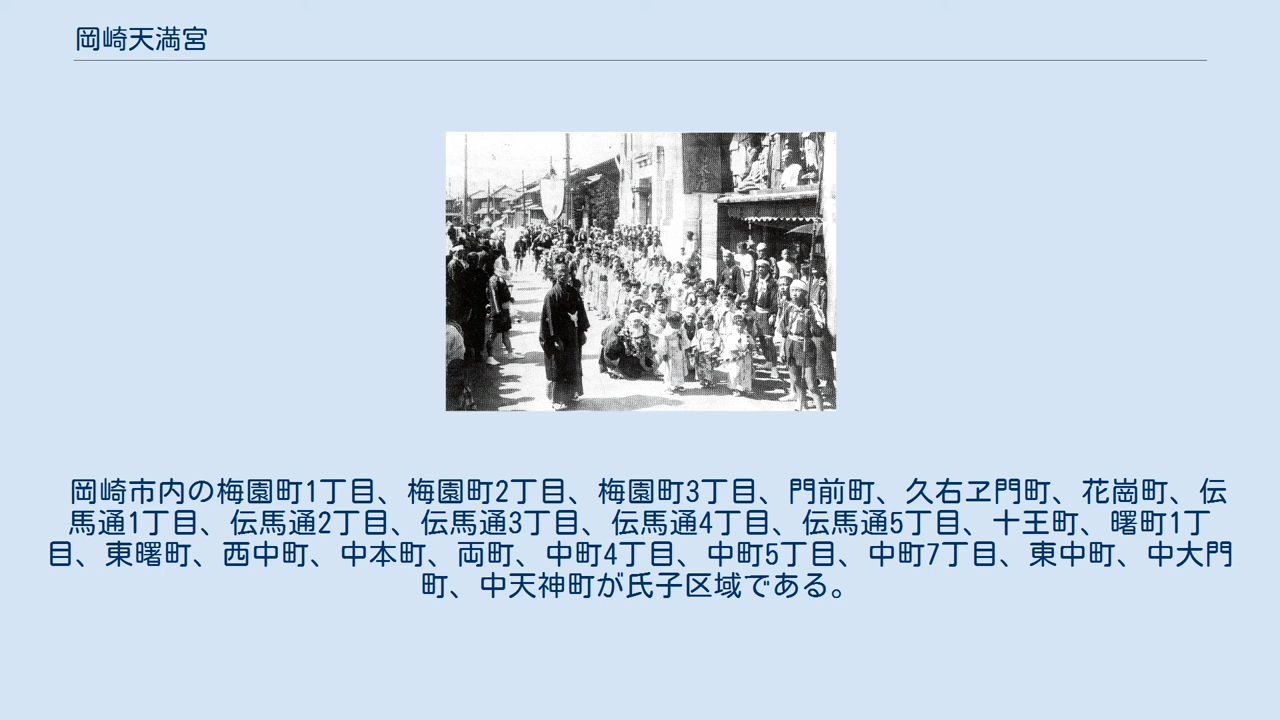 岡崎天満宮
岡崎市内の梅園町1丁目、梅園町2丁目、梅園町3丁目、門前町、久右ヱ門町、花崗町、伝
馬通1丁目、伝馬通2丁目、伝馬通3丁目、伝馬通4丁目、伝馬通5丁目、十王町、曙町1丁
目、東曙町、西中町、中本町、両町、中町4丁目、中町5丁目、中町7丁目、東中町、中大門
町、中天神町が氏子区域である。